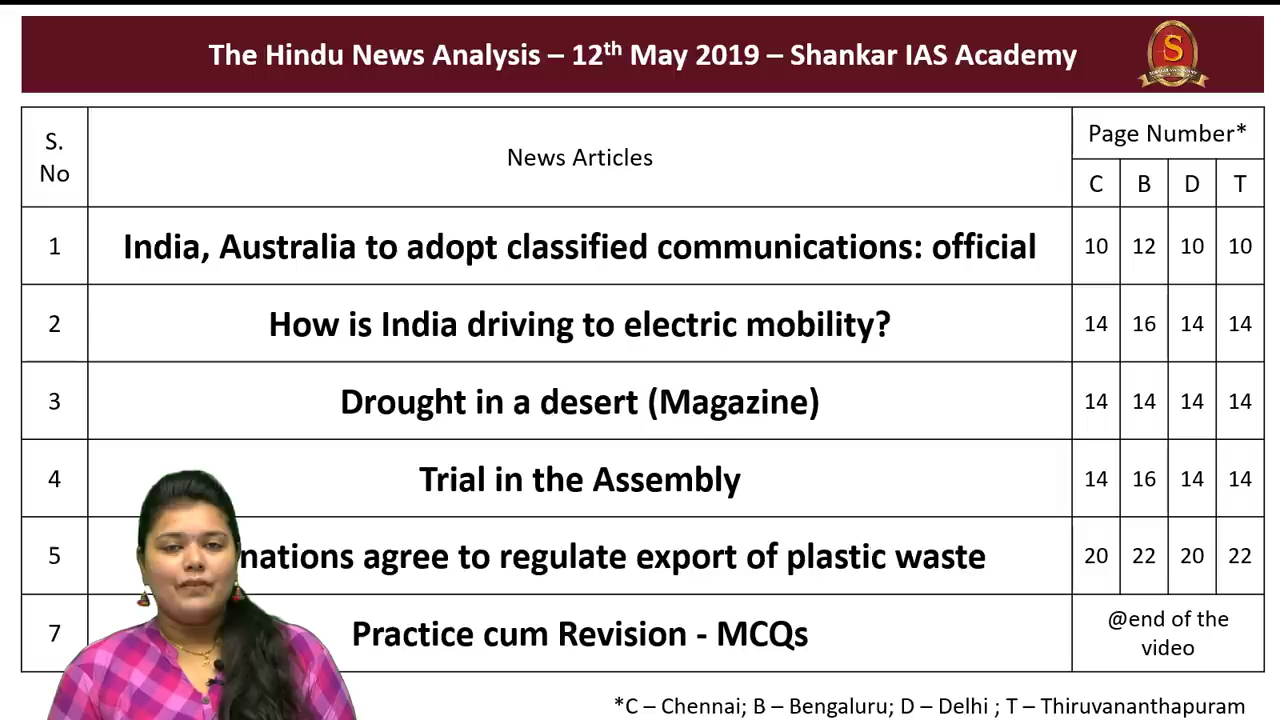 The Hindu News Analysis – 12th May 2019 – Shankar IAS Academy
S
S. No
News Articles
Page Number*
C B D T
1 India, Australia to adopt classified communications: official 10 12 10 10
2 How is India driving to electric mobility? 14 16 14 14
3 Drought in a desert (Magazine) 14 14 14 14
4 Trial in the Assembly 14 16 14 14
5 nations agree to regulate export of plastic waste 20 22 20 22
7 Practice cum Revision - MCQs @end of the video
*C – Chennai; B – Bengaluru; D – Delhi ; T – Thiruvananthapuram